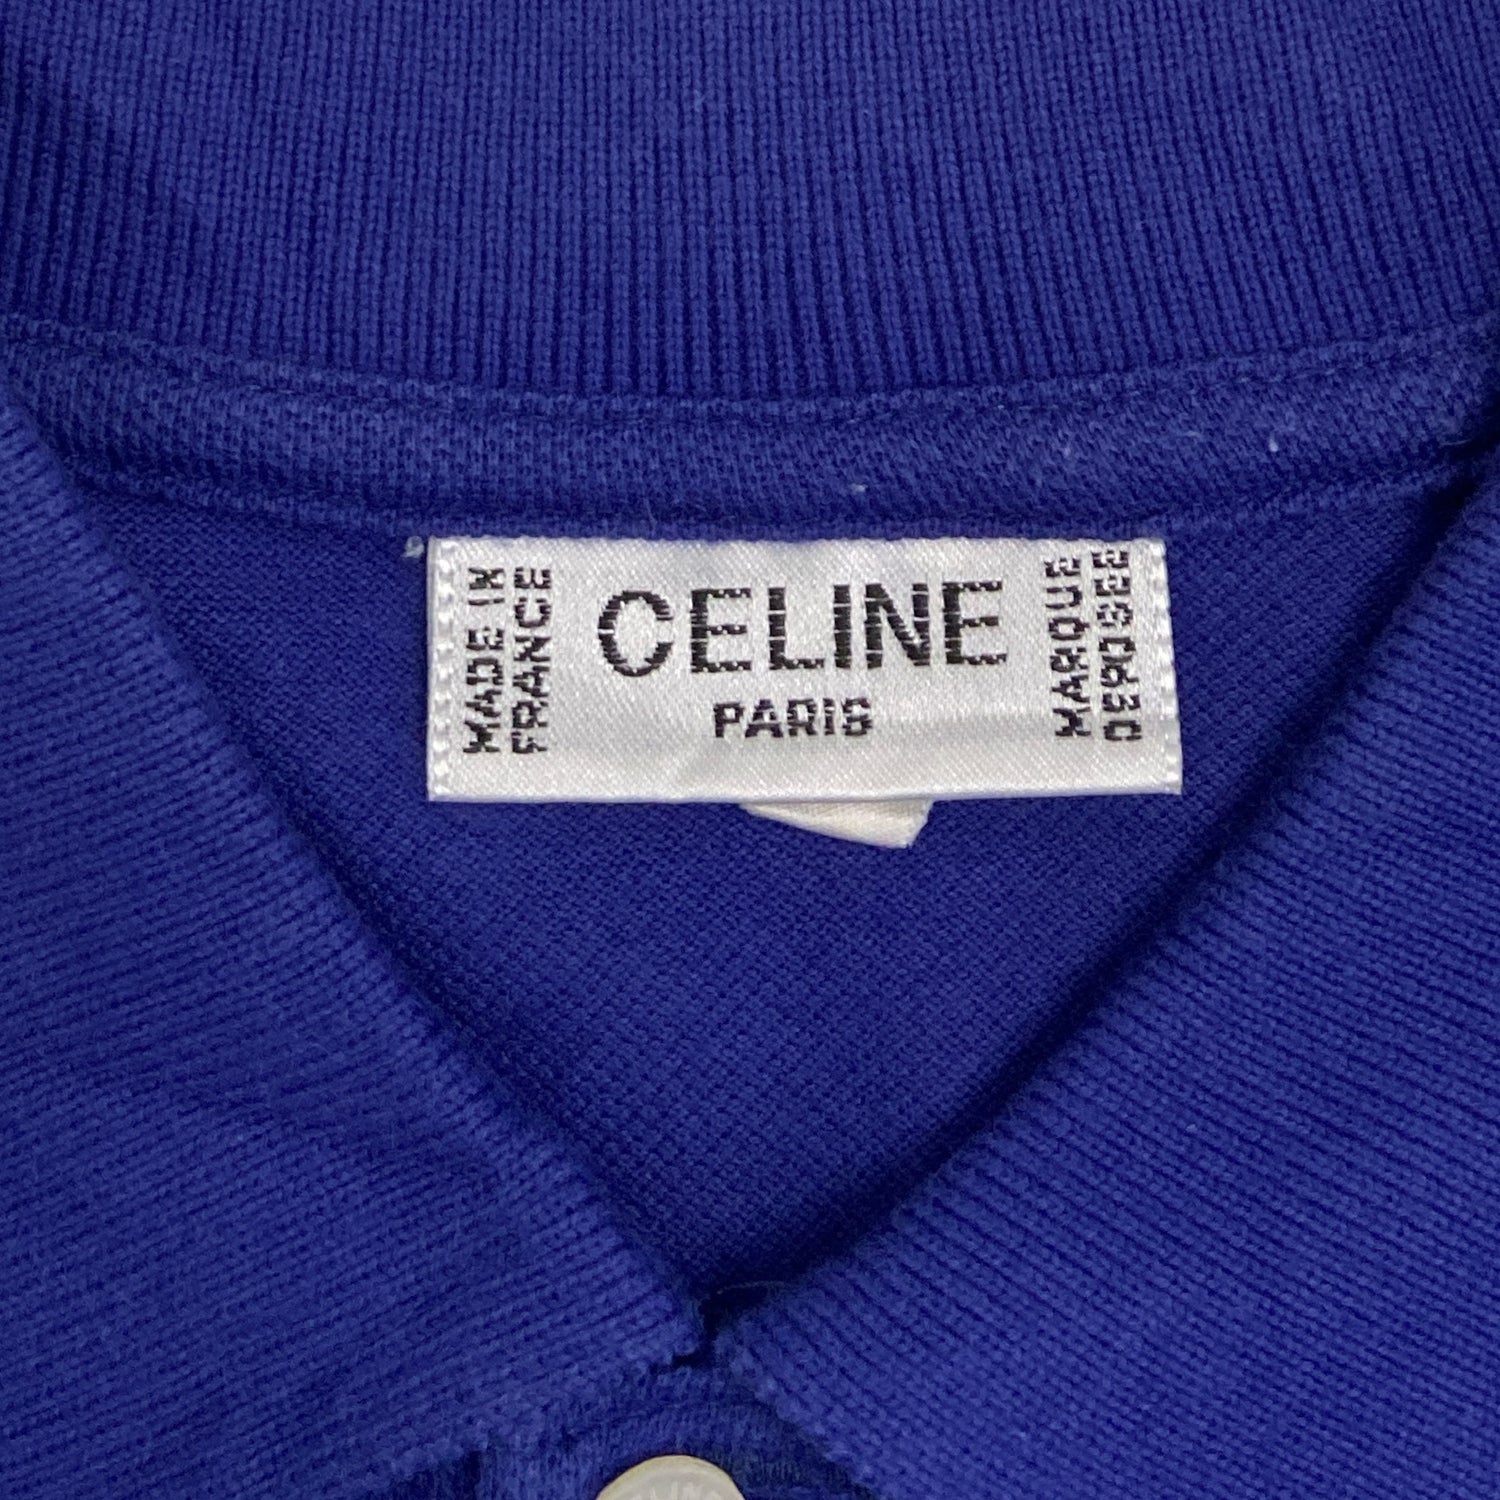 MADE IN
FRANCE
CELINE
PARIS
MARQUE
DEPOSEE